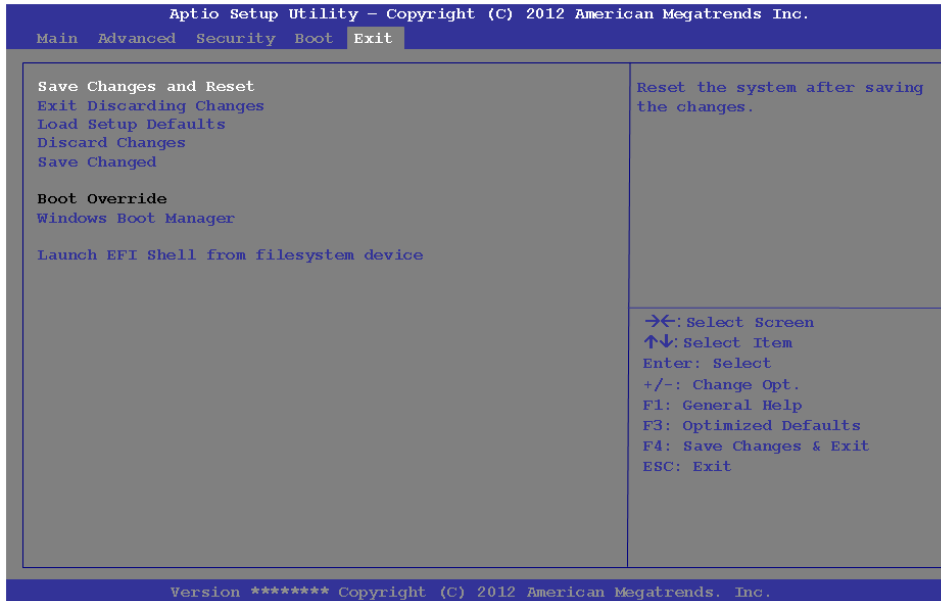 Aptio Setup Utility – Copyright (C) 2012 American Megatrends Inc.
Main Advanced Security Boot Exit
Save Changes and Reset
Exit Discarding Changes
Load Setup Defaults
Discard Changes
Save Changed
Boot Override
Windows Boot Manager
Launch EFI Shell from filesystem device
Reset the system after saving
the changes.
→←: Select Screen
↑↓: Select Item
Enter: Select
+/-: Change Opt.
F1: General Help
F3: Optimized Defaults
F4: Save Changes & Exit
ESC: Exit
Version ******** Copyright (C) 2012 American Megatrends. Inc.